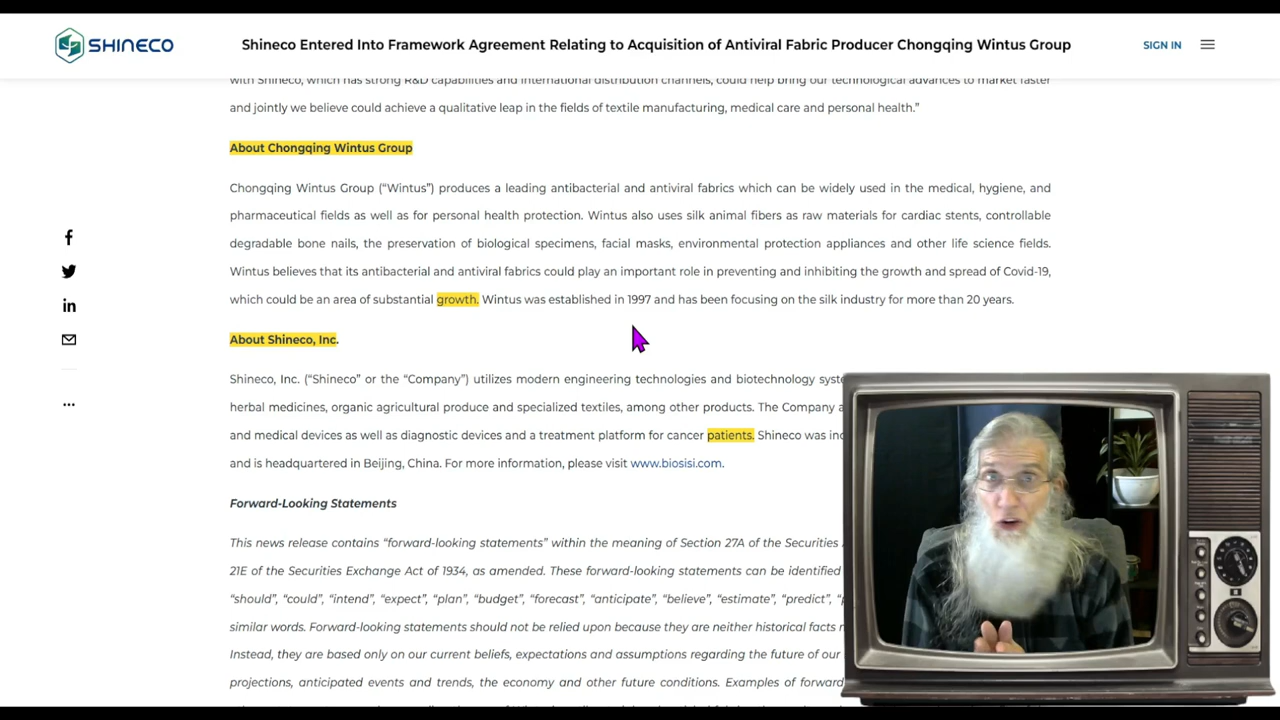 SHINECO
Shineco Entered Into Framework Agreement Relating to Acquisition of Antiviral Fabric Producer Chongqing Wintus Group
SIGN IN
with Shineco, which has strong R&D capabilities and international distribution channels, could help bring our technological advances to market faster
and jointly we believe could achieve a qualitative leap in the fields of textile manufacturing, medical care and personal health.”
About Chongqing Wintus Group
Chongqing Wintus Group (“Wintus”) produces a leading antibacterial and antiviral fabrics which can be widely used in the medical, hygiene, and
pharmaceutical fields as well as for personal health protection. Wintus also uses silk animal fibers as raw materials for cardiac stents, controllable
degradable bone nails, the preservation of biological specimens, facial masks, environmental protection appliances and other life science fields.
Wintus believes that its antibacterial and antiviral fabrics could play an important role in preventing and inhibiting the growth and spread of Covid-19,
which could be an area of substantial growth. Wintus was established in 1997 and has been focusing on the silk industry for more than 20 years.
About Shineco, Inc.
Shineco, Inc. (“Shineco” or the “Company”) utilizes modern engineering technologies and biotechnology
herbal medicines, organic agricultural produce and specialized textiles, among other products. The Company
and medical devices as well as diagnostic devices and a treatment platform for cancer patients. Shineco was
and is headquartered in Beijing, China. For more information, please visit www.biosisi.com.
Forward-Looking Statements
This news release contains “forward-looking statements” within the meaning of Section 27A of the Securities
21E of the Securities Exchange Act of 1934, as amended. These forward-looking statements can be identified
“should”, “could”, “intend”, “expect”, “plan”, “budget”, “forecast”, “anticipate”, “believe”, “estimate”, “predict”,
similar words. Forward-looking statements should not be relied upon because they are neither historical facts
Instead, they are based only on our current beliefs, expectations and assumptions regarding the future of our
projections, anticipated events and trends, the economy and other future conditions. Examples of forward